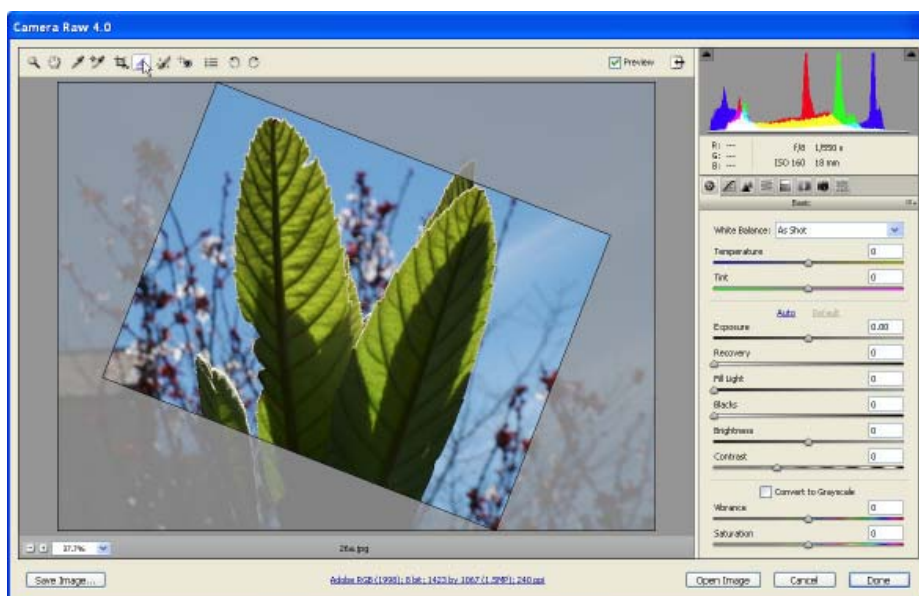 Camera Raw 4.0
Preview
R: ---
G: ---
B: ---
f/8 1/550 s
ISO 160 18 mm
Basic
White Balance: As Shot
Temperature 0
Tint 0
Auto Default
Exposure 0.00
Recovery 0
Fill Light 0
Blacks 0
Brightness 0
Contrast 0
Convert to Grayscale
Vibrance 0
Saturation 0
37.7%
26a.jpg
Save Image...
Adobe RGB (1998); 8 bit; 1423 by 1067 (1.5MP); 240 ppi
Open Image
Cancel
Done